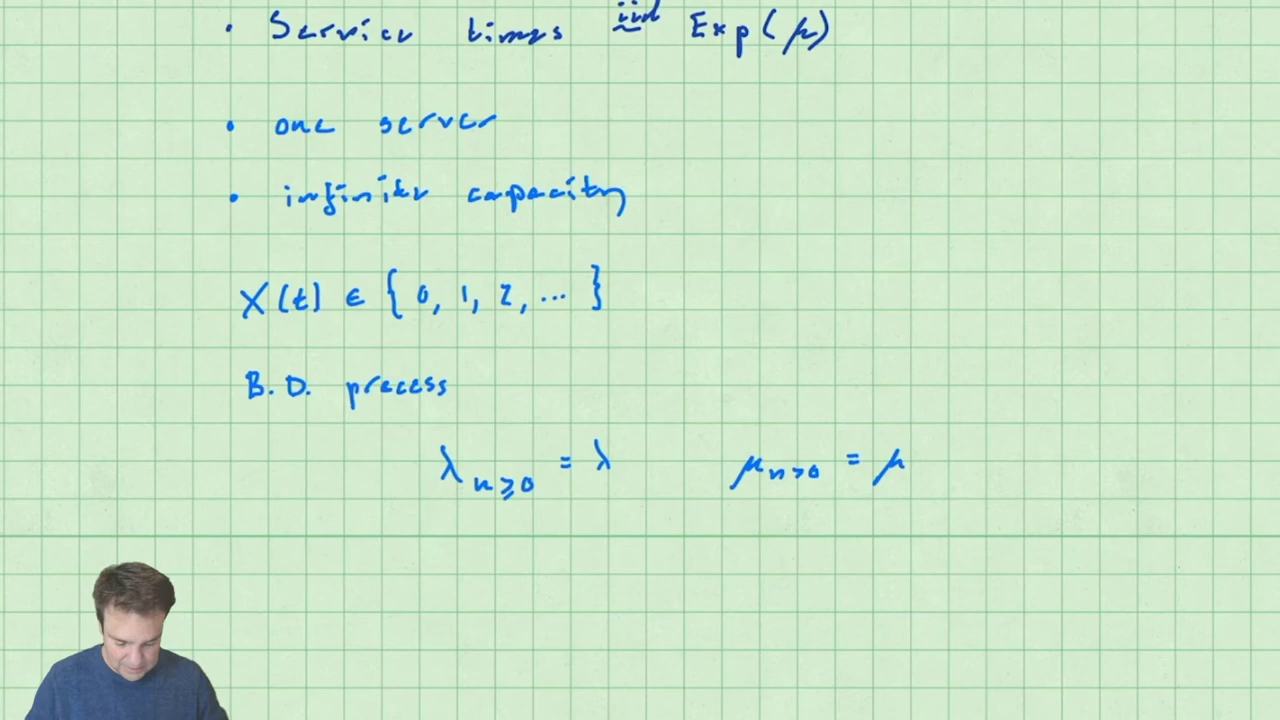 • Service times iid ~ Exp(μ)
• one server
• infinite capacity
X(t) ∈ { 0, 1, 2, ... }
B.D. process
λ_{n≥0} = λ μ_{n>0} = μ